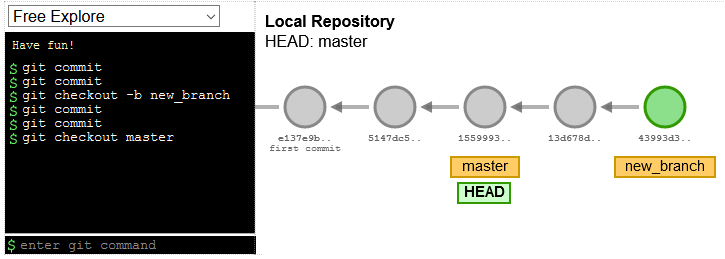 Free Explore
Have fun!
$ git commit
$ git commit
$ git checkout -b new_branch
$ git commit
$ git commit
$ git checkout master
$ enter git command
Local Repository
HEAD: master
e137e9b.. 5147dc5.. 1559993.. 13d678d.. 43993d3..
first commit
master new_branch
HEAD